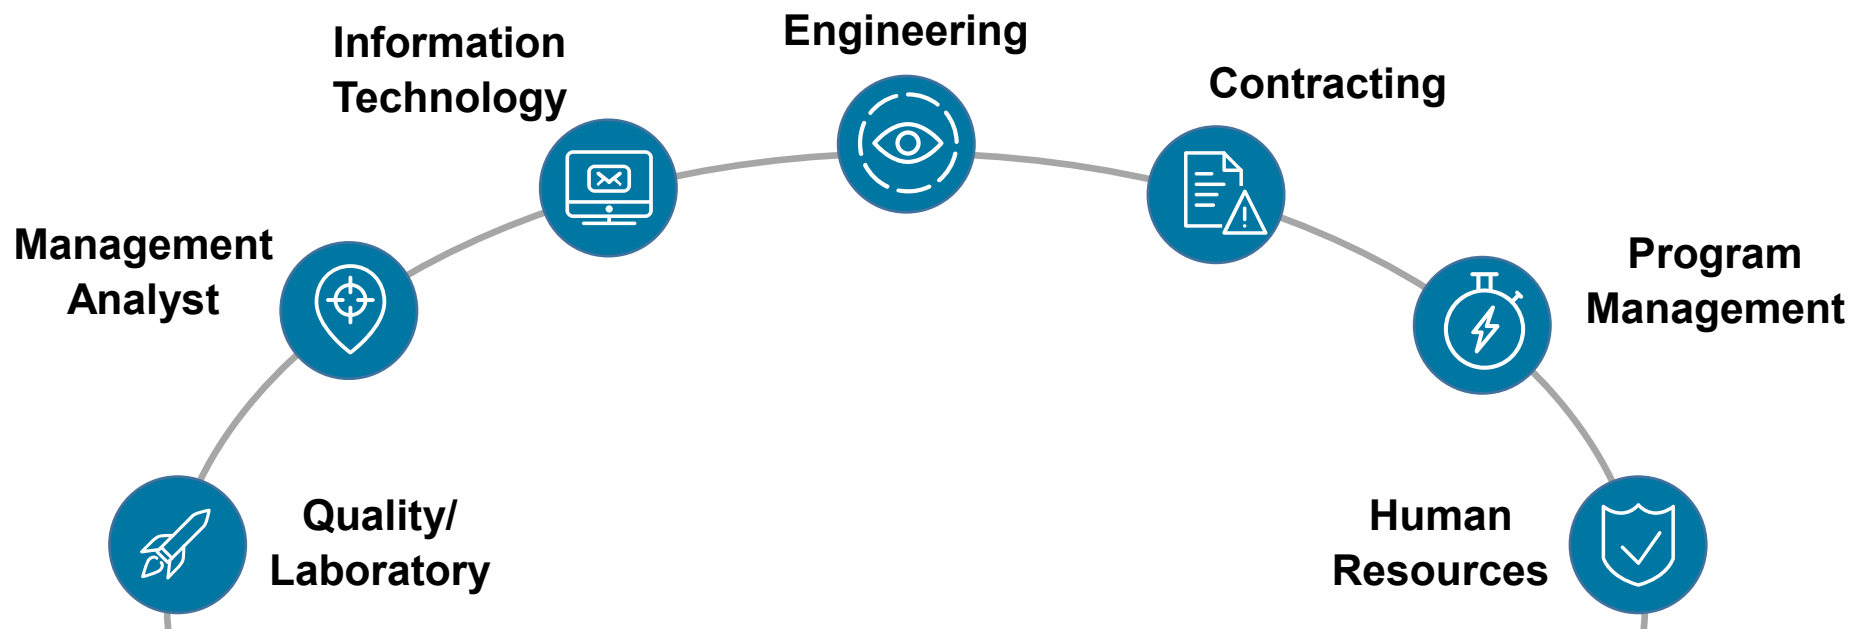 Engineering
Information
Technology
Contracting
Management
Analyst
Program
Management
Quality/
Laboratory
Human
Resources